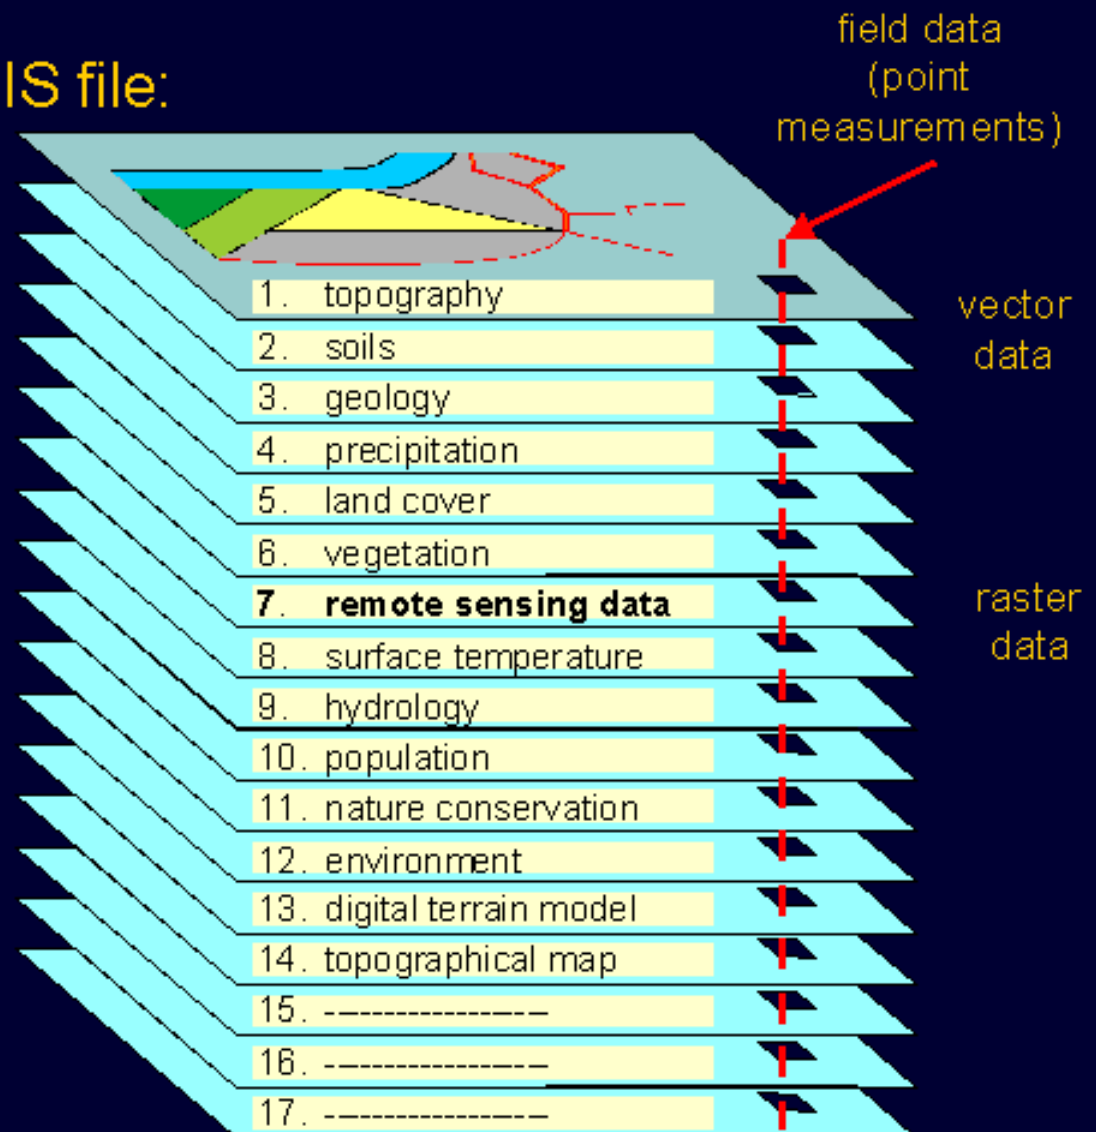 field data
(point
measurements)
IS file:
1. topography
vector
data
2. soils
3. geology
4. precipitation
5. land cover
6. vegetation
7. remote sensing data
raster
data
8. surface temperature
9. hydrology
10. population
11. nature conservation
12. environment
13. digital terrain model
14. topographical map
15. ------------------
16. ------------------
17. ------------------